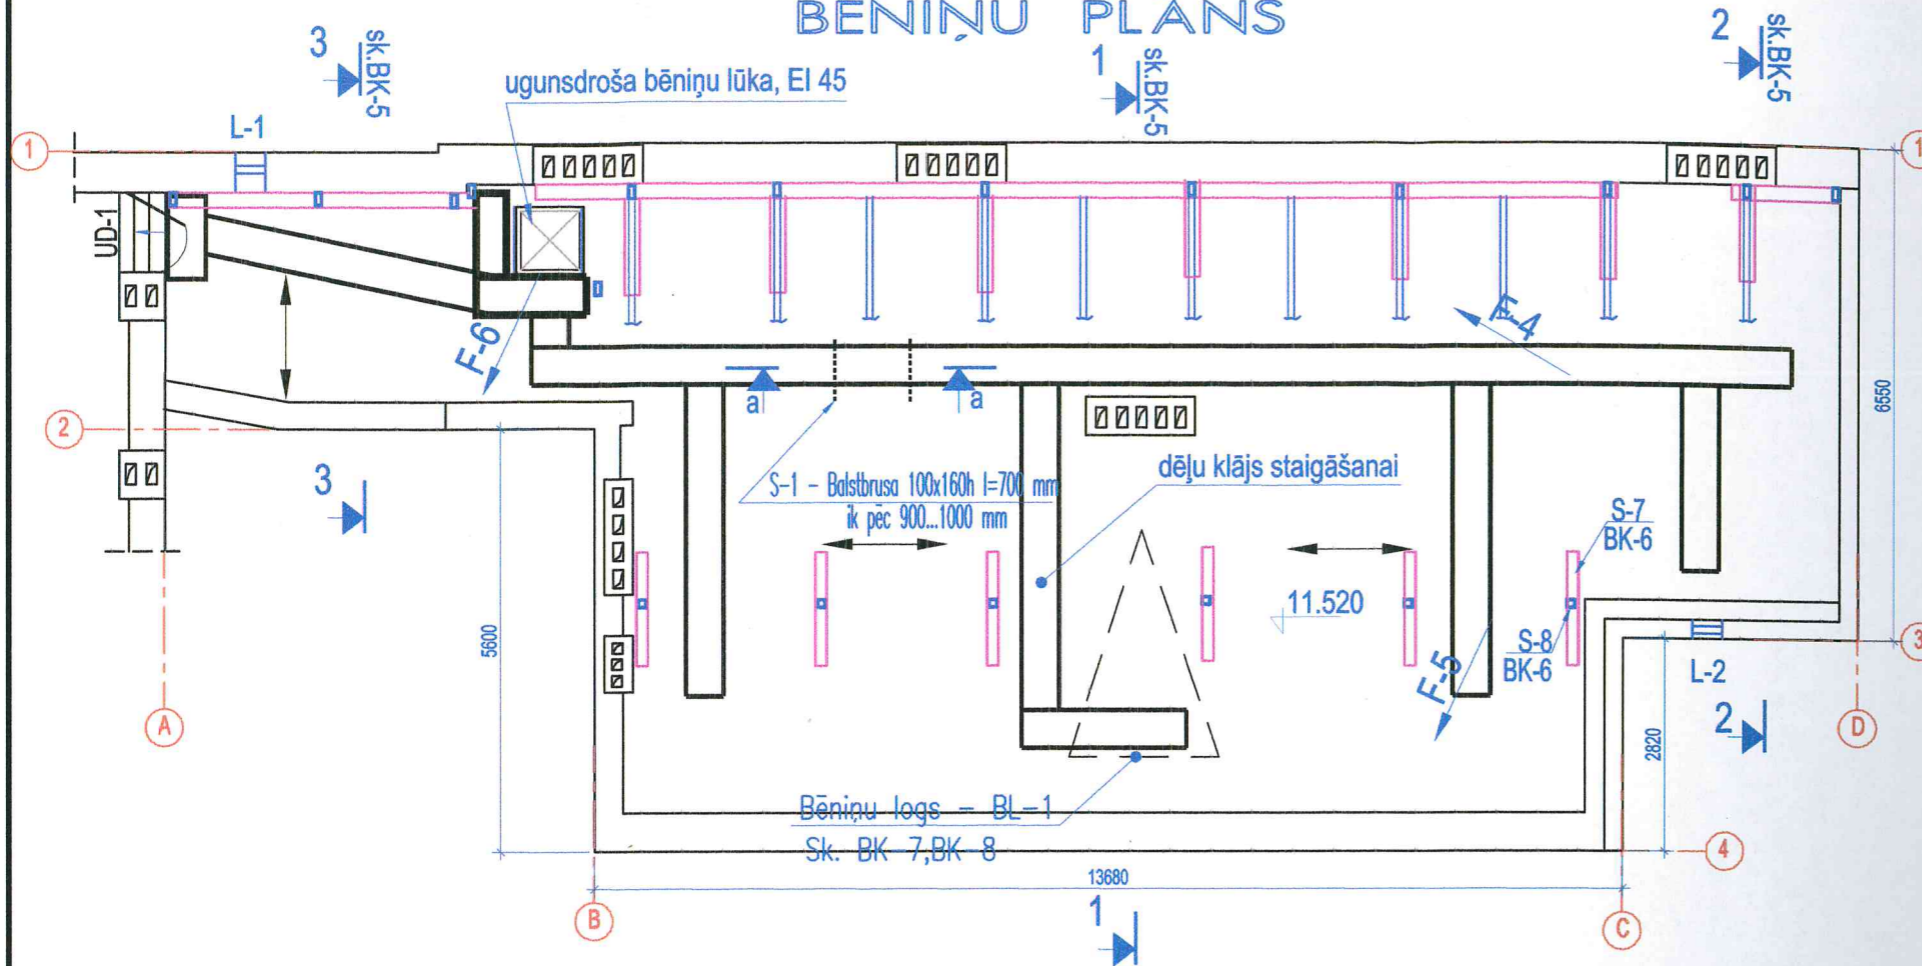 BĒNIŅU PLĀNS
3
sk.BK-5
1
sk.BK-5
2
sk.BK-5
ugunsdroša bēniņu lūka, EI 45
L-1
1
1
UD-1
F-6
F-4
a
a
2
6550
3
S-1 - Balstbrusa 100x160h l=700 mm
ik pēc 900...1000 mm
dēļu klājs staigāšanai
S-7
BK-6
11.520
5600
S-8
BK-6
F-5
L-2
3
A
2820
2
D
Bēniņu logs - BL-1
Sk. BK-7,BK-8
4
13680
B
1
C